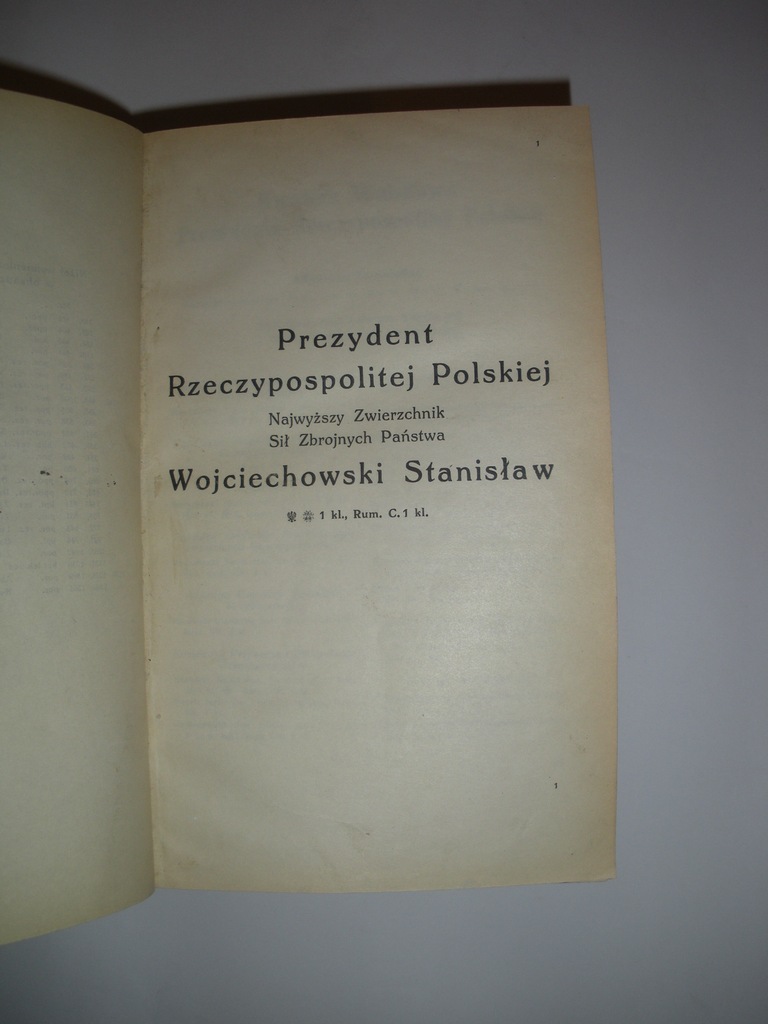 1
Prezydent
Rzeczypospolitej Polskiej
Najwyższy Zwierzchnik
Sił Zbrojnych Państwa
Wojciechowski Stanisław
1 kl., Rum. C. 1 kl.
1